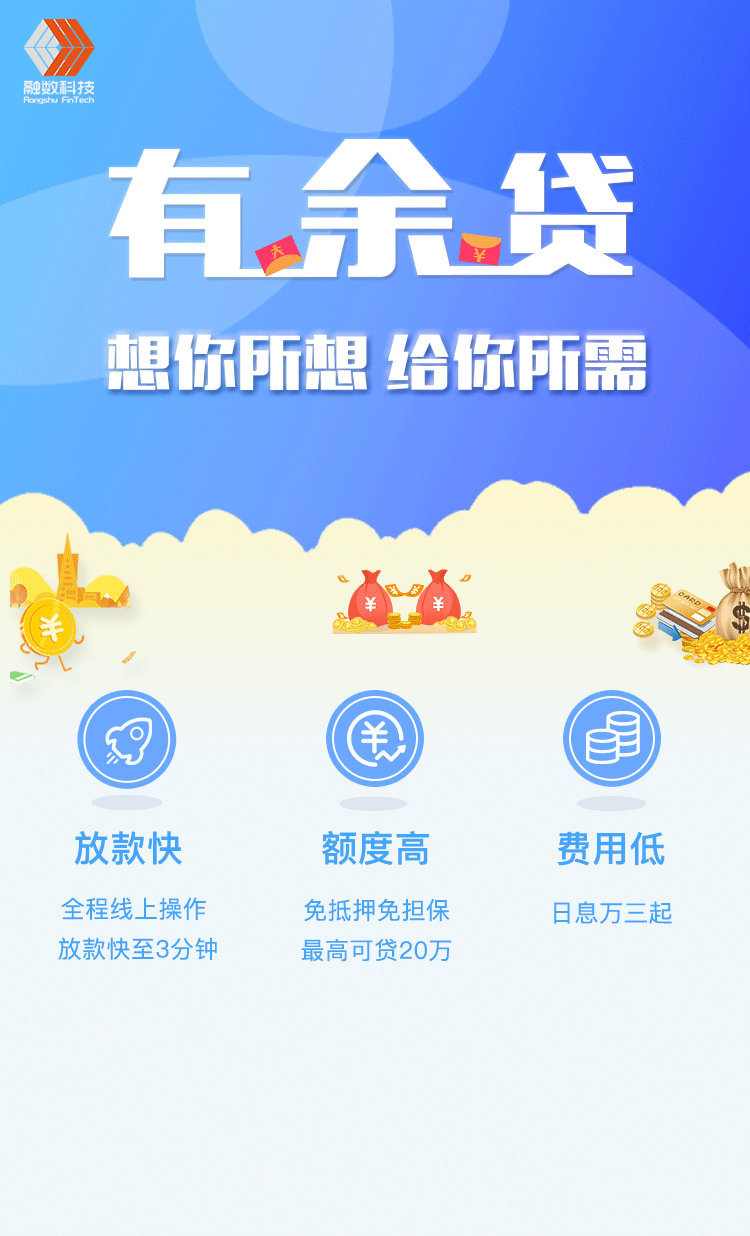 融数科技
Rongshu FinTech
有余贷
大
¥
想你所想 给你所需
¥
¥
¥
CARD
$
¥
放款快
额度高
费用低
全程线上操作
放款快至3分钟
免抵押免担保
最高可贷20万
日息万三起